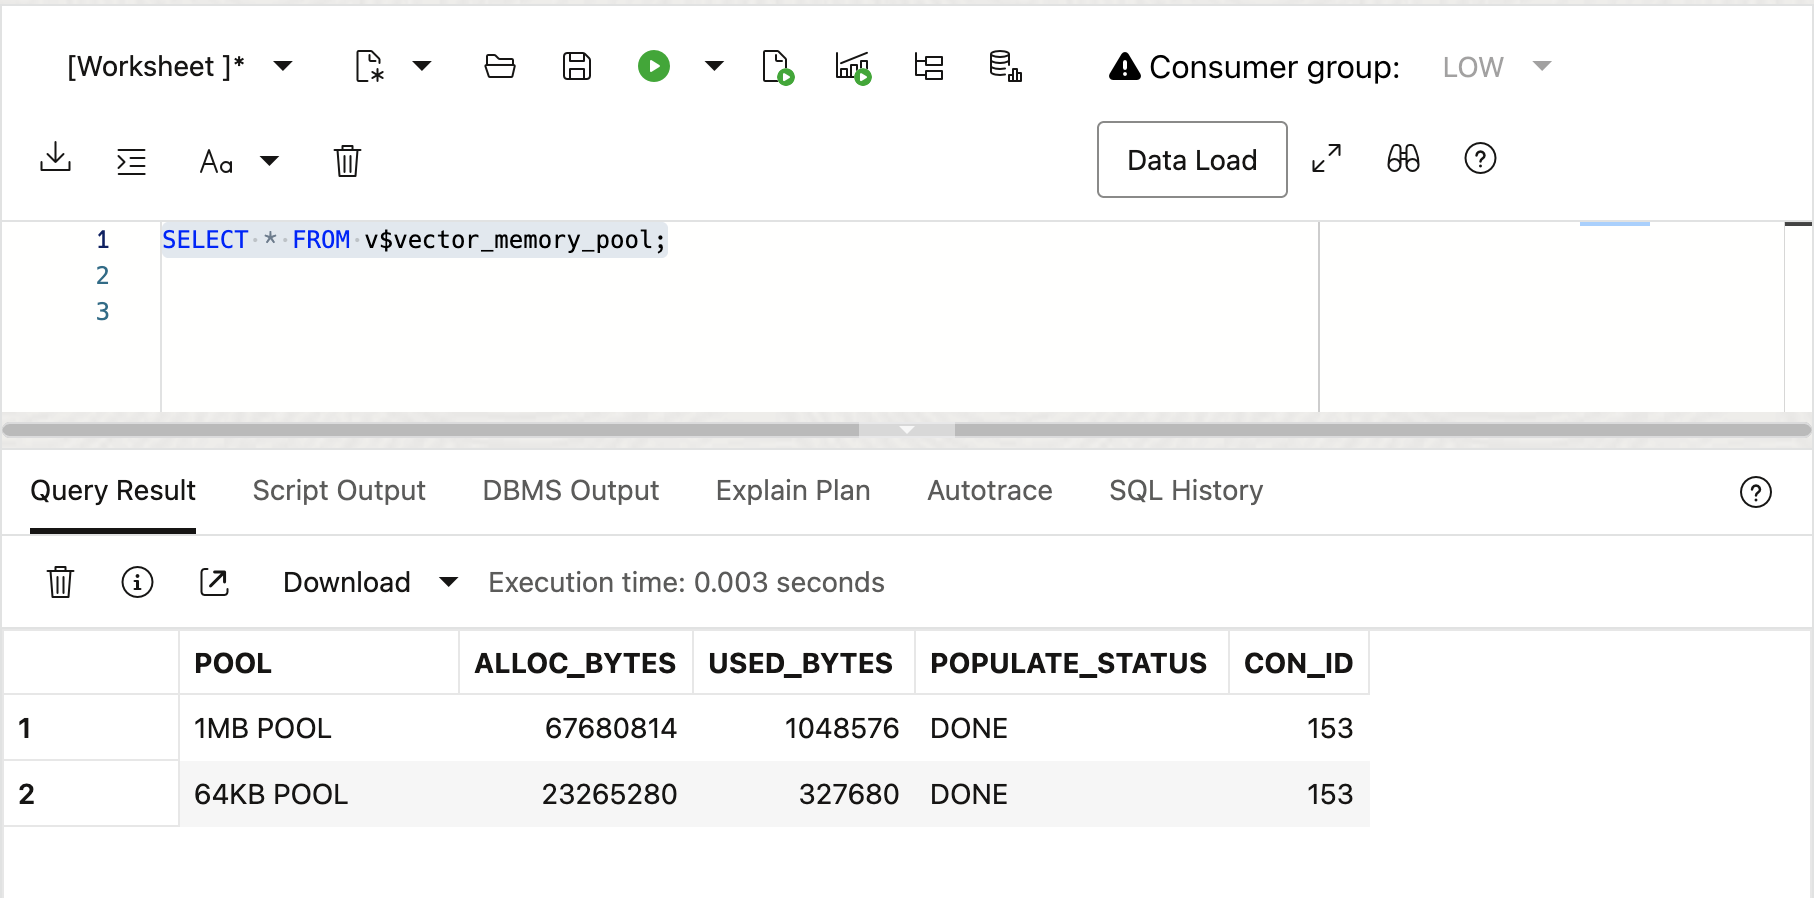 [Worksheet ]*
Consumer group: LOW
Aa
Data Load
1 SELECT * FROM v$vector_memory_pool;
2
3
Query Result Script Output DBMS Output Explain Plan Autotrace SQL History
Download Execution time: 0.003 seconds
POOL ALLOC_BYTES USED_BYTES POPULATE_STATUS CON_ID
1 1MB POOL 67680814 1048576 DONE 153
2 64KB POOL 23265280 327680 DONE 153